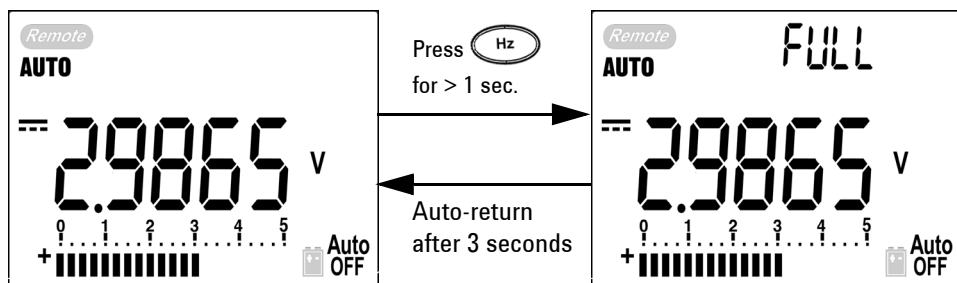 Remote
AUTO
2.9865 V
0 1 2 3 4 5
+
Auto
OFF
Press Hz
for > 1 sec.
Auto-return
after 3 seconds
Remote
FULL
AUTO
2.9865 V
0 1 2 3 4 5
+
Auto
OFF